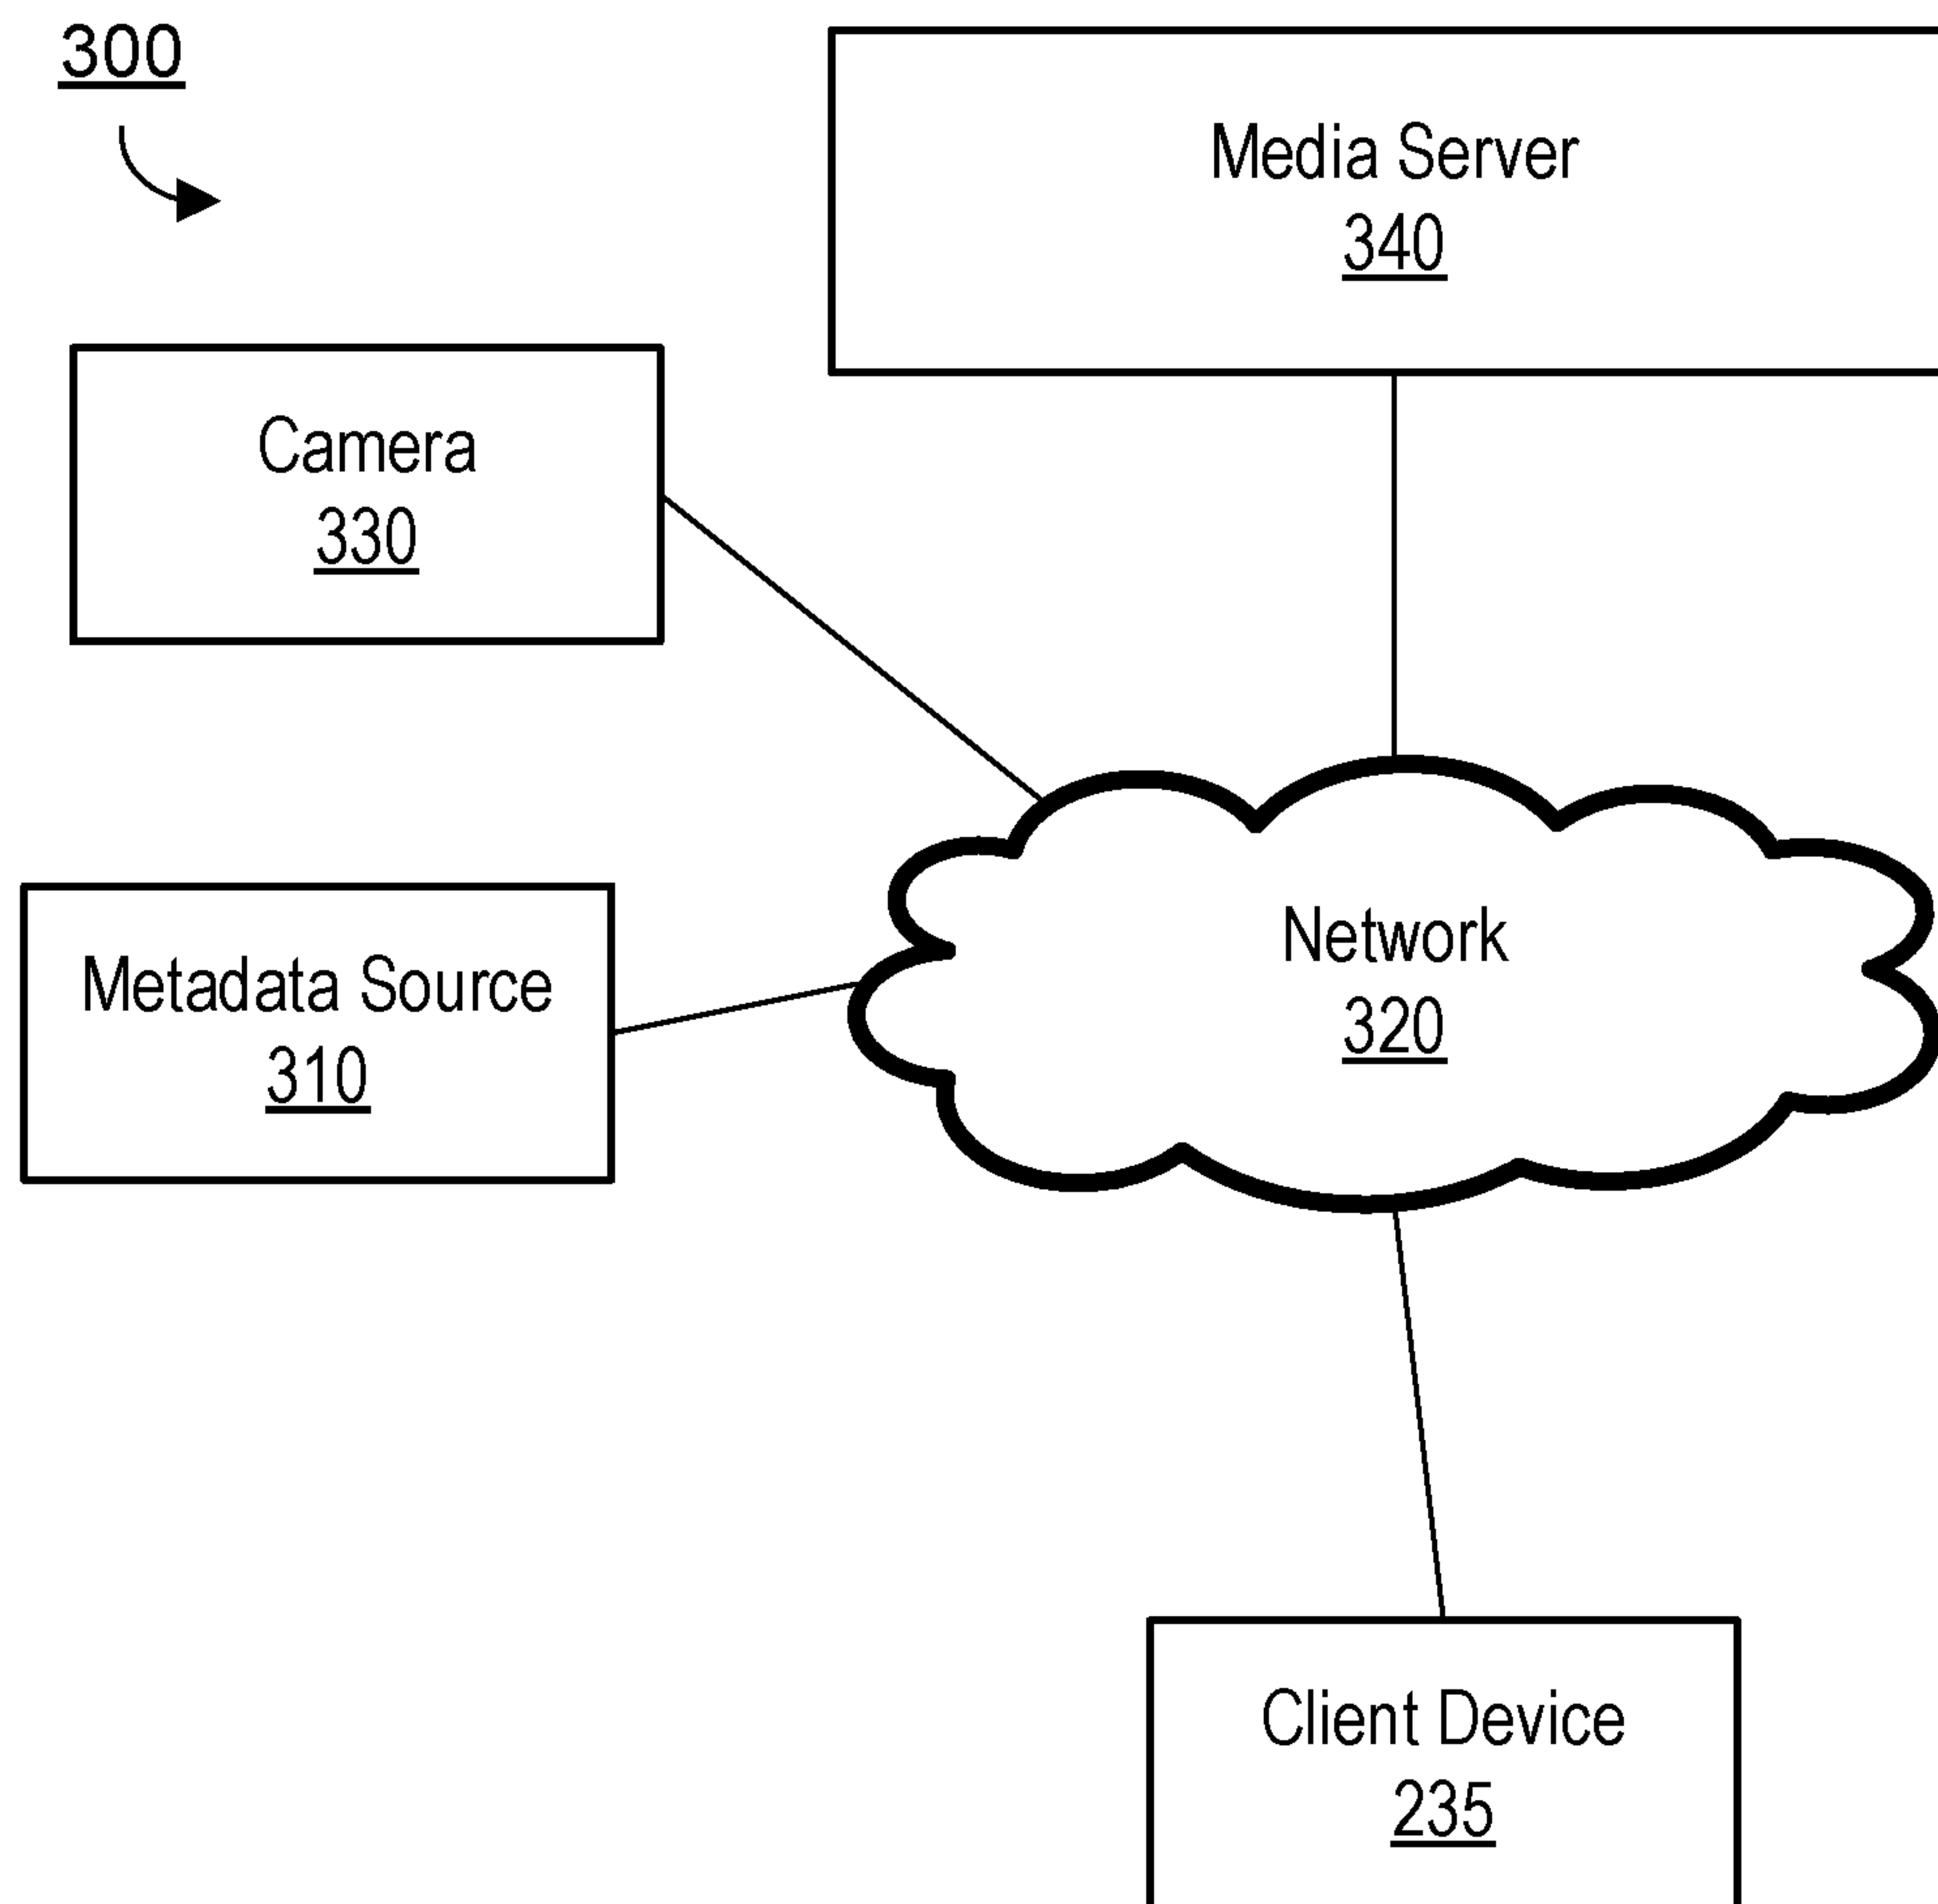 300
Media Server
340
Camera
330
Network
320
Metadata Source
310
Client Device
235